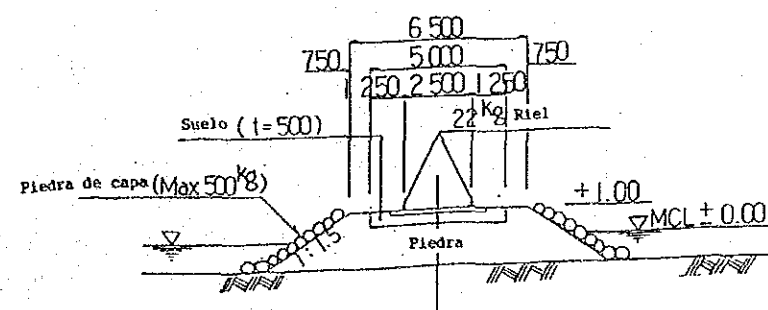 6 500
750 5.000 750
1 250 2 500 1 250
22 Kg Riel
Suelo (t=500)
Piedra de capa (Max 500 Kg)
±1.00
MCL ± 0.00
1:1.5
Piedra